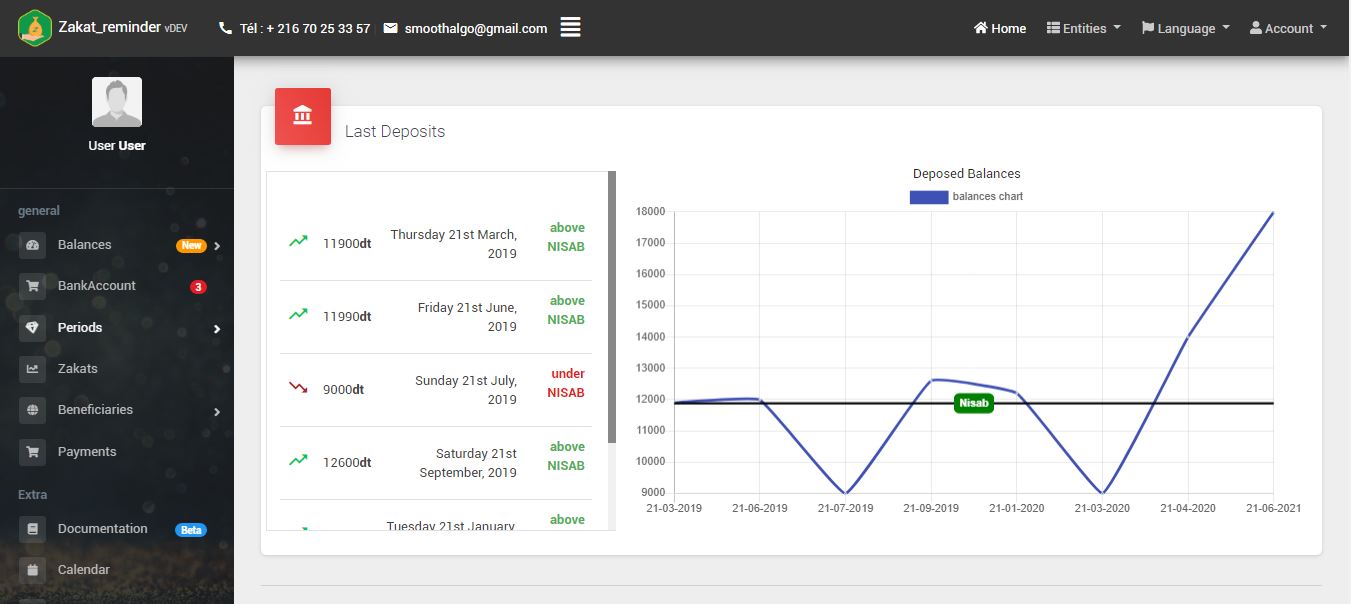 Zakat_reminder vDEV
Tél : + 216 70 25 33 57
smoothalgo@gmail.com
Home
Entities
Language
Account
User User
general
Balances New
BankAccount 3
Periods
Zakats
Beneficiaries
Payments
Extra
Documentation Beta
Calendar
Last Deposits
11900dt
Thursday 21st March,
2019
above
NISAB
11990dt
Friday 21st June,
2019
above
NISAB
9000dt
Sunday 21st July,
2019
under
NISAB
12600dt
Saturday 21st
September, 2019
above
NISAB
Tuesday 21st January,
above
Deposed Balances
balances chart
18000
17000
16000
15000
14000
13000
12000
11000
10000
9000
Nisab
21-03-2019
21-06-2019
21-07-2019
21-09-2019
21-01-2020
21-03-2020
21-04-2020
21-06-2021